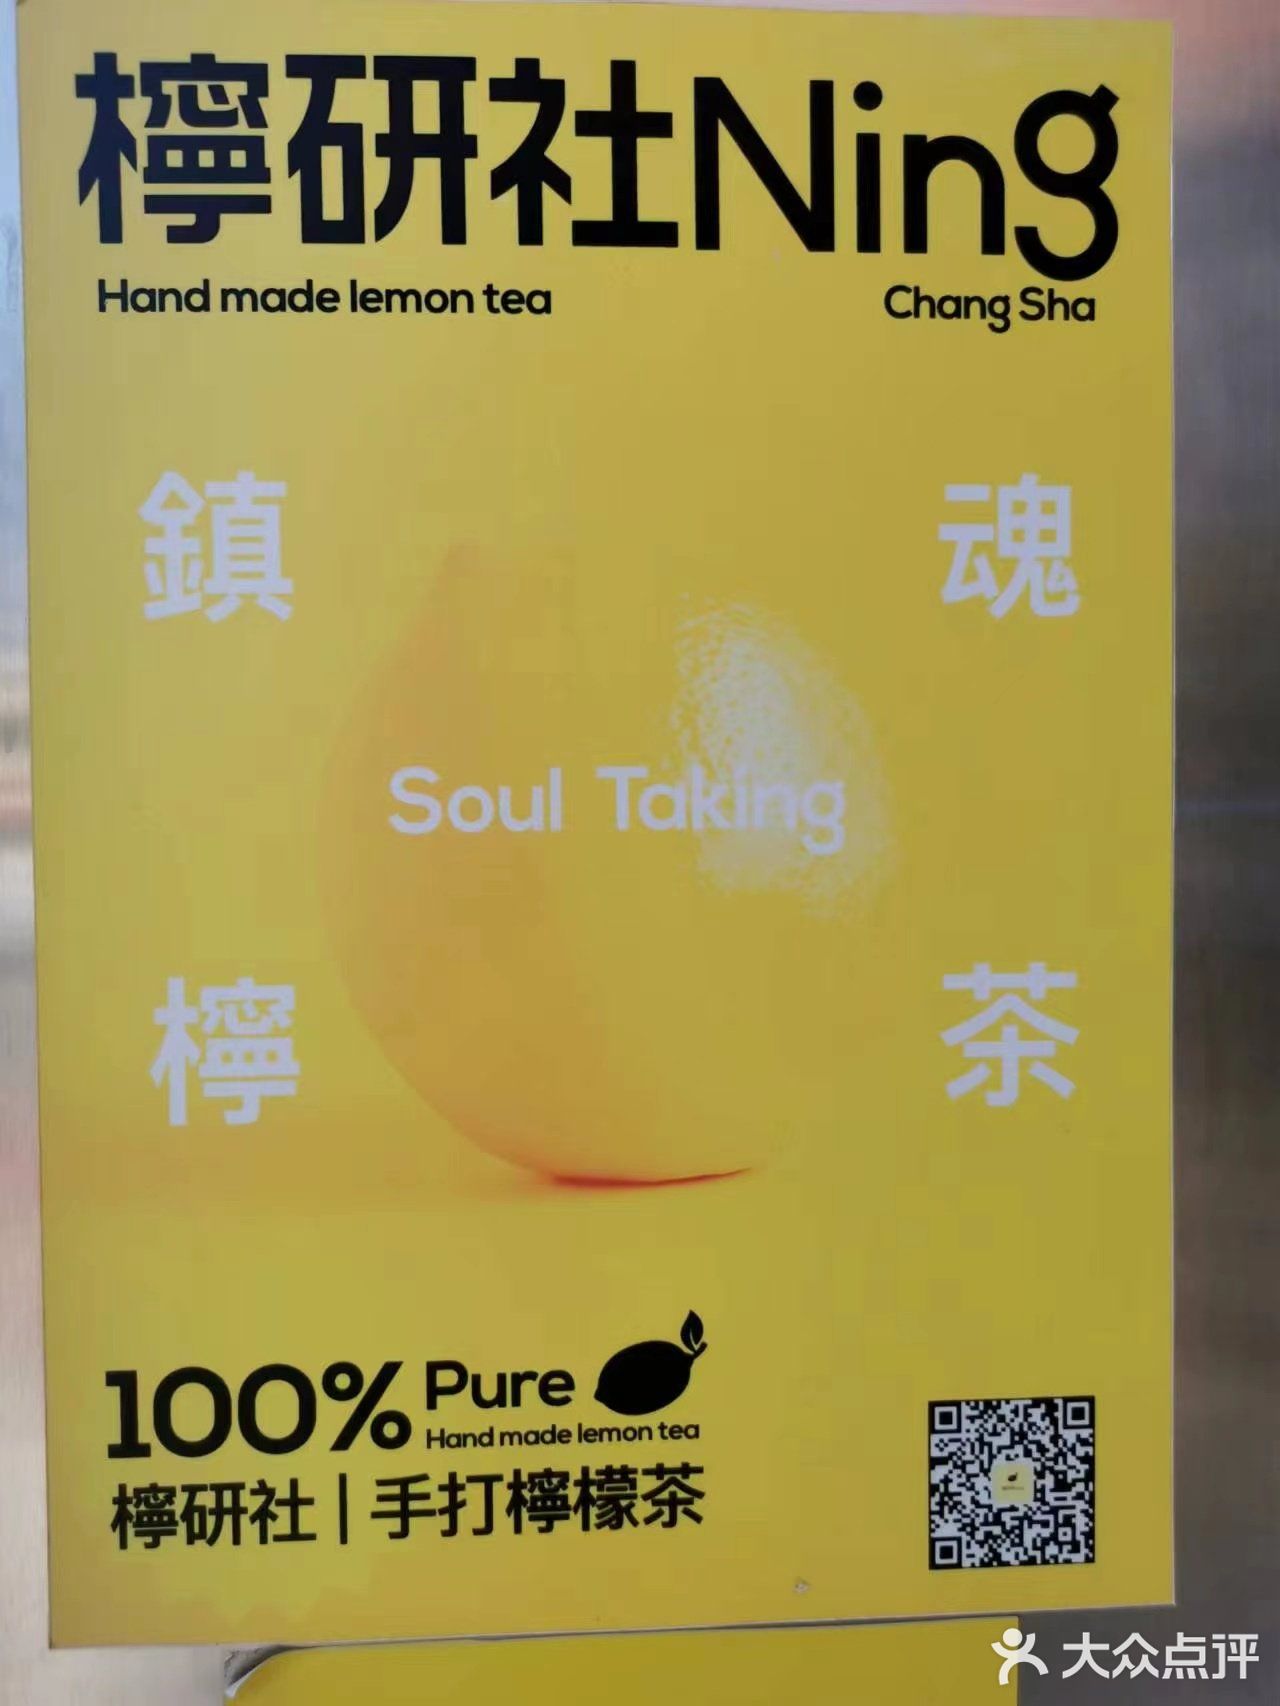 檸研社Ning
Hand made lemon tea Chang Sha
鎮 魂
Soul Taking
檸 茶
100% Pure
Hand made lemon tea
檸研社|手打檸檬茶
大众点评